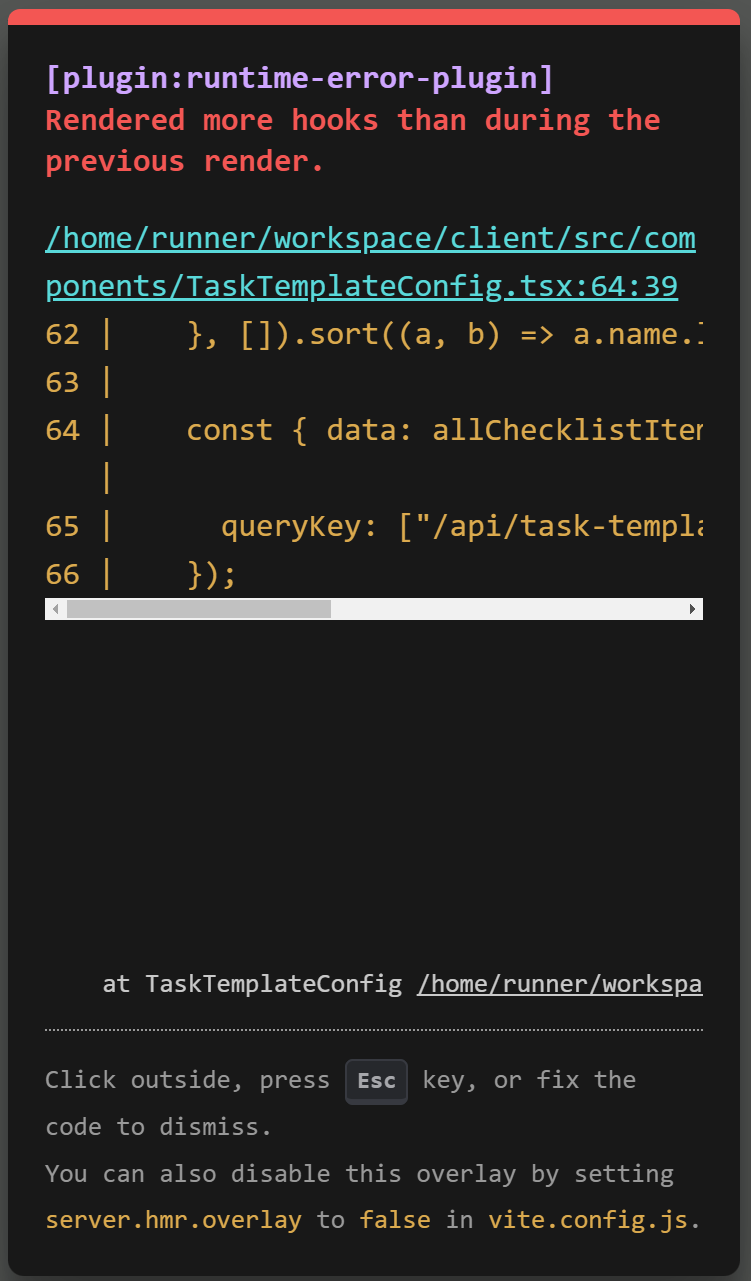 [plugin:runtime-error-plugin]
Rendered more hooks than during the
previous render.
/home/runner/workspace/client/src/com
ponents/TaskTemplateConfig.tsx:64:39
62 |    }, []).sort((a, b) => a.name.
63 |
64 |    const { data: allChecklistIte
|
65 |      queryKey: ["/api/task-templa
66 |    });
at TaskTemplateConfig /home/runner/workspa
Click outside, press Esc key, or fix the
code to dismiss.
You can also disable this overlay by setting
server.hmr.overlay to false in vite.config.js.